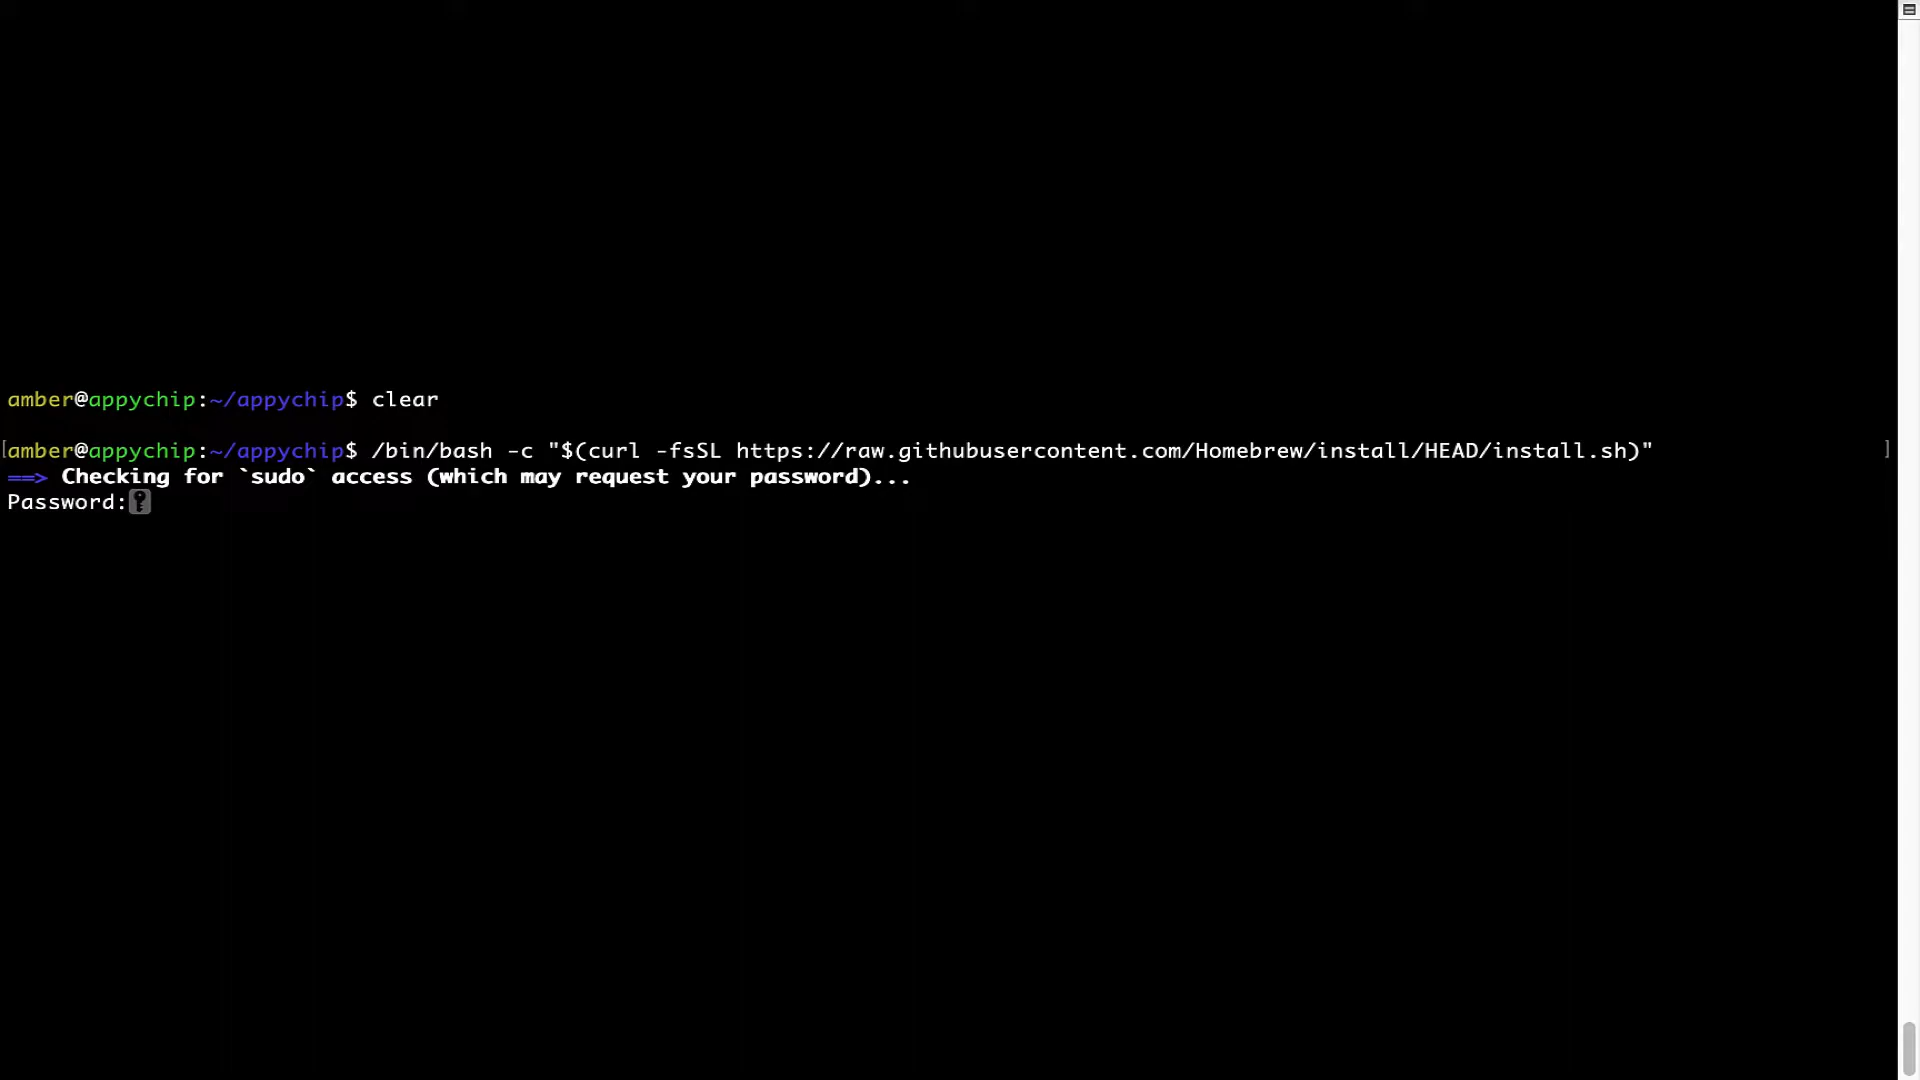 amber@appychip:~/appychip$ clear
[amber@appychip:~/appychip$ /bin/bash -c "$(curl -fsSL https://raw.githubusercontent.com/Homebrew/install/HEAD/install.sh)" ]
==> Checking for `sudo` access (which may request your password)...
Password: